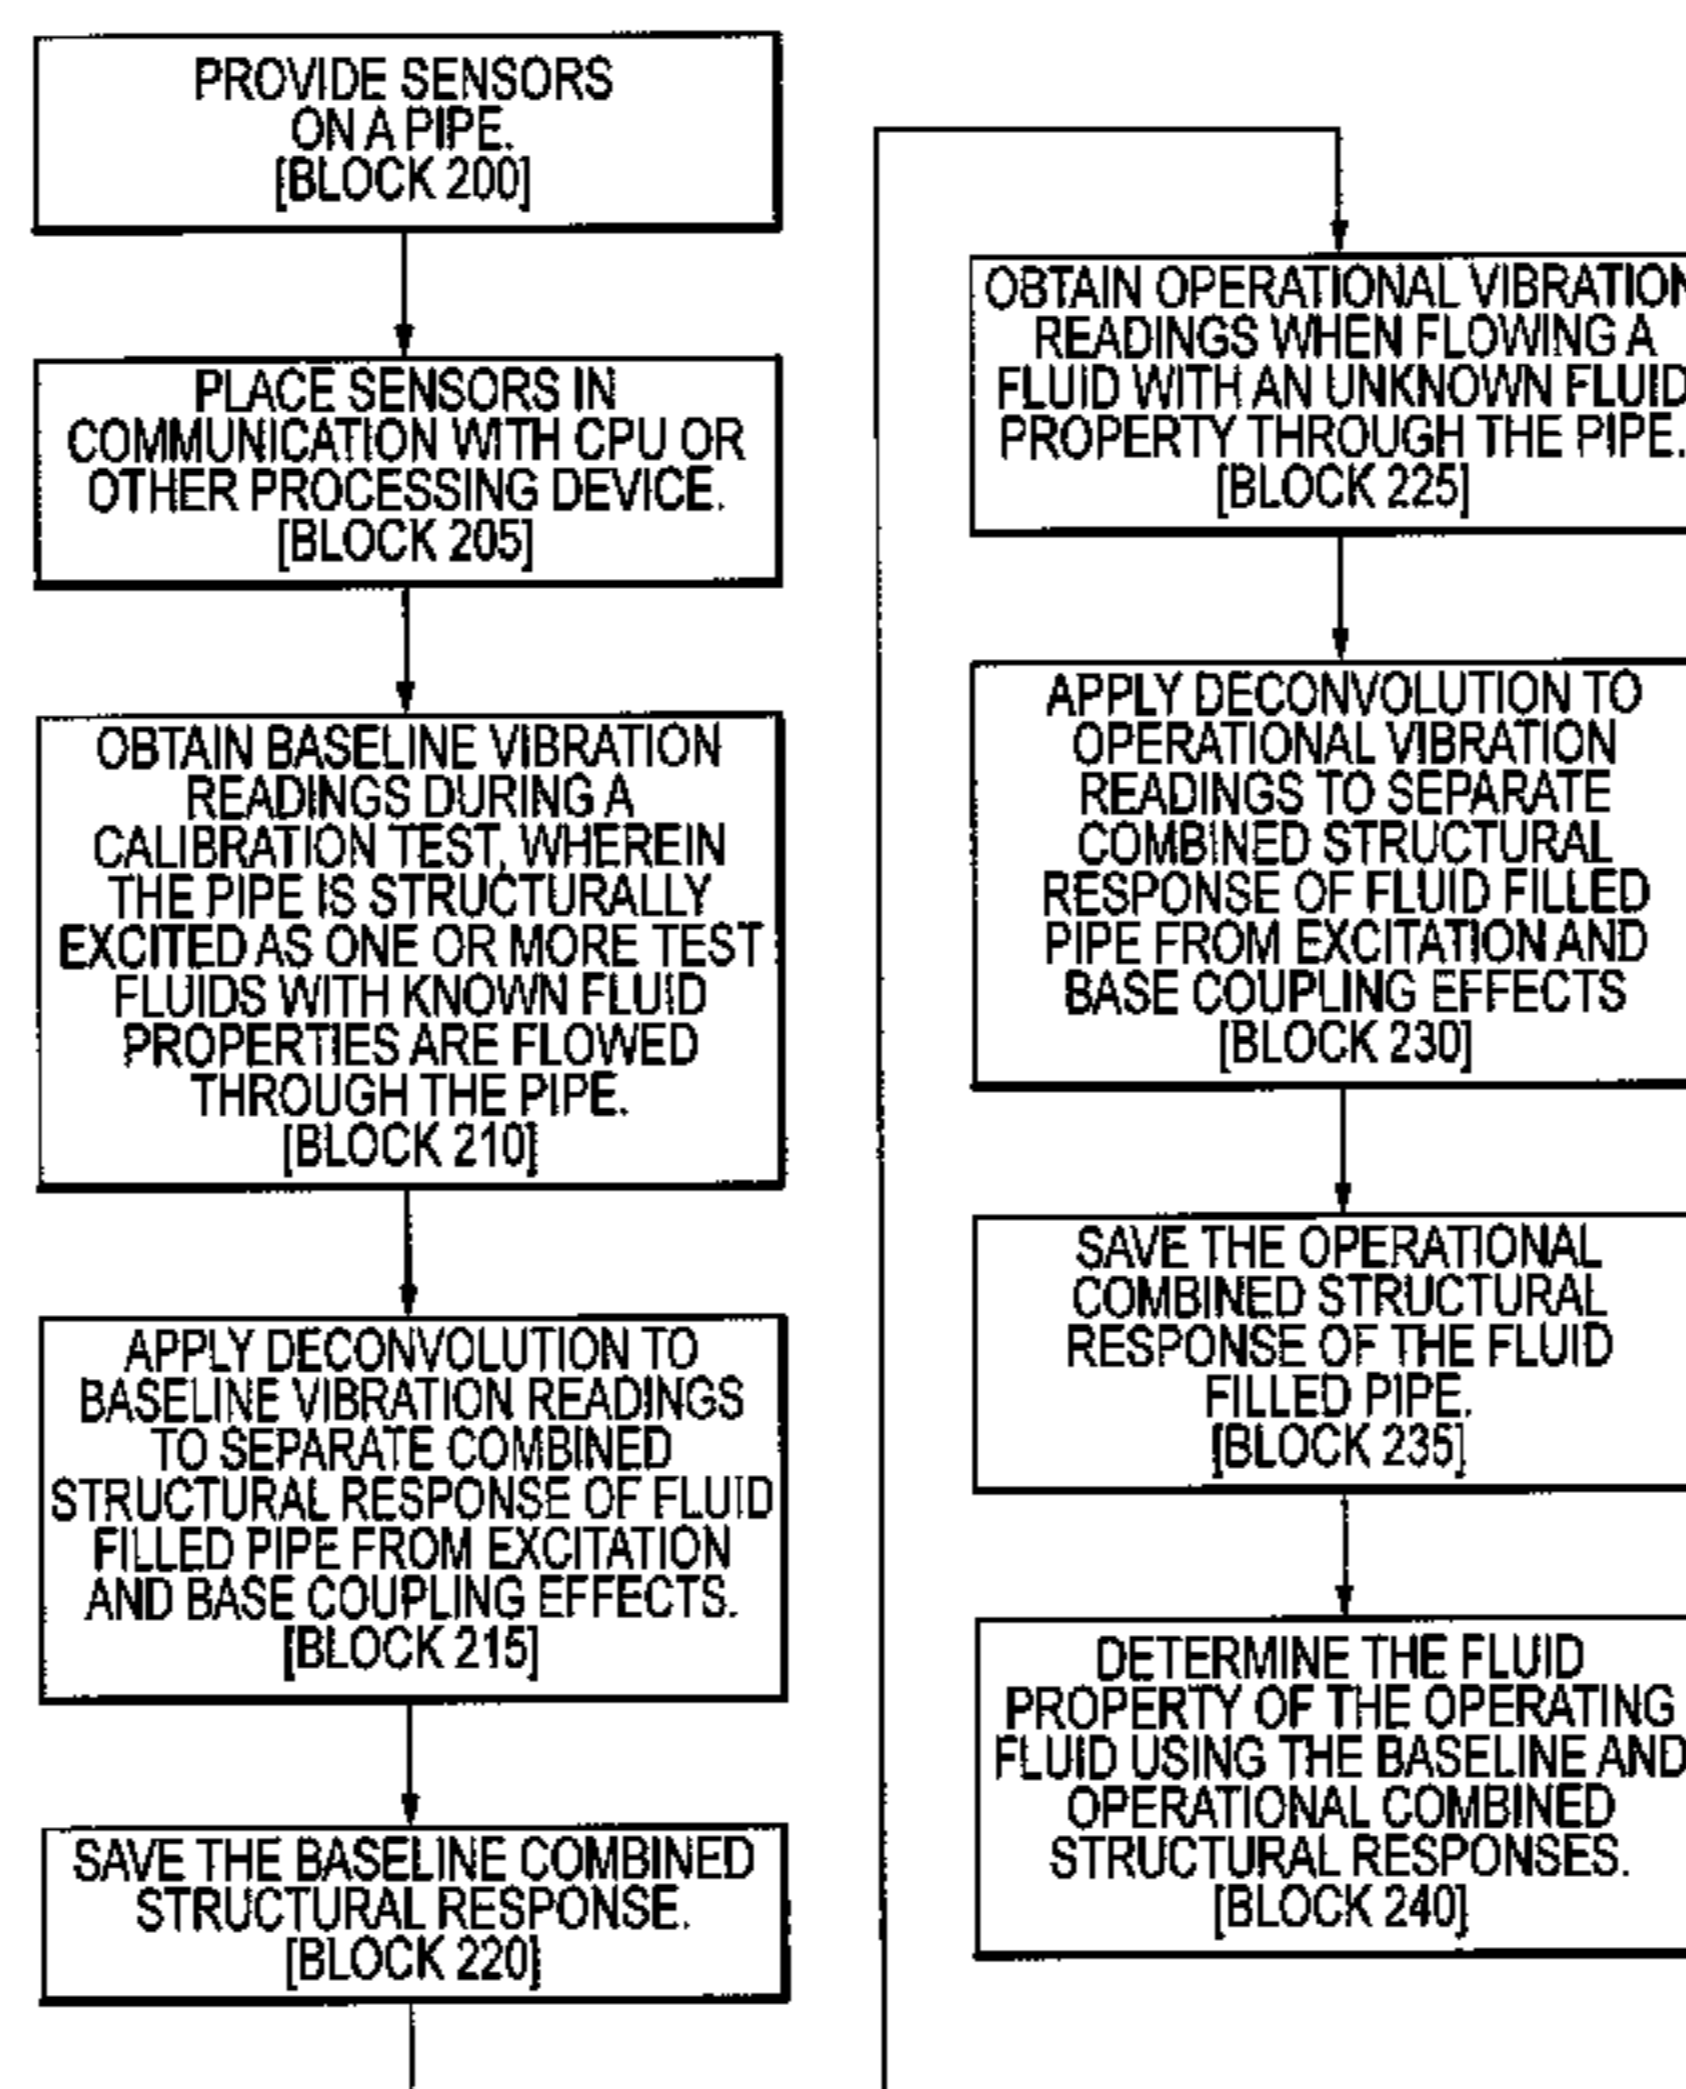 PROVIDE SENSORS
ON A PIPE.
[BLOCK 200]
PLACE SENSORS IN
COMMUNICATION WITH CPU OR
OTHER PROCESSING DEVICE.
[BLOCK 205]
OBTAIN BASELINE VIBRATION
READINGS DURING A
CALIBRATION TEST, WHEREIN
THE PIPE IS STRUCTURALLY
EXCITED AS ONE OR MORE TEST
FLUIDS WITH KNOWN FLUID
PROPERTIES ARE FLOWED
THROUGH THE PIPE.
[BLOCK 210]
APPLY DECONVOLUTION TO
BASELINE VIBRATION READINGS
TO SEPARATE COMBINED
STRUCTURAL RESPONSE OF FLUID
FILLED PIPE FROM EXCITATION
AND BASE COUPLING EFFECTS.
[BLOCK 215]
SAVE THE BASELINE COMBINED
STRUCTURAL RESPONSE.
[BLOCK 220]
OBTAIN OPERATIONAL VIBRATION
READINGS WHEN FLOWING A
FLUID WITH AN UNKNOWN FLUID
PROPERTY THROUGH THE PIPE.
[BLOCK 225]
APPLY DECONVOLUTION TO
OPERATIONAL VIBRATION
READINGS TO SEPARATE
COMBINED STRUCTURAL
RESPONSE OF FLUID FILLED
PIPE FROM EXCITATION AND
BASE COUPLING EFFECTS
[BLOCK 230]
SAVE THE OPERATIONAL
COMBINED STRUCTURAL
RESPONSE OF THE FLUID
FILLED PIPE.
[BLOCK 235]
DETERMINE THE FLUID
PROPERTY OF THE OPERATING
FLUID USING THE BASELINE AND
OPERATIONAL COMBINED
STRUCTURAL RESPONSES.
[BLOCK 240]